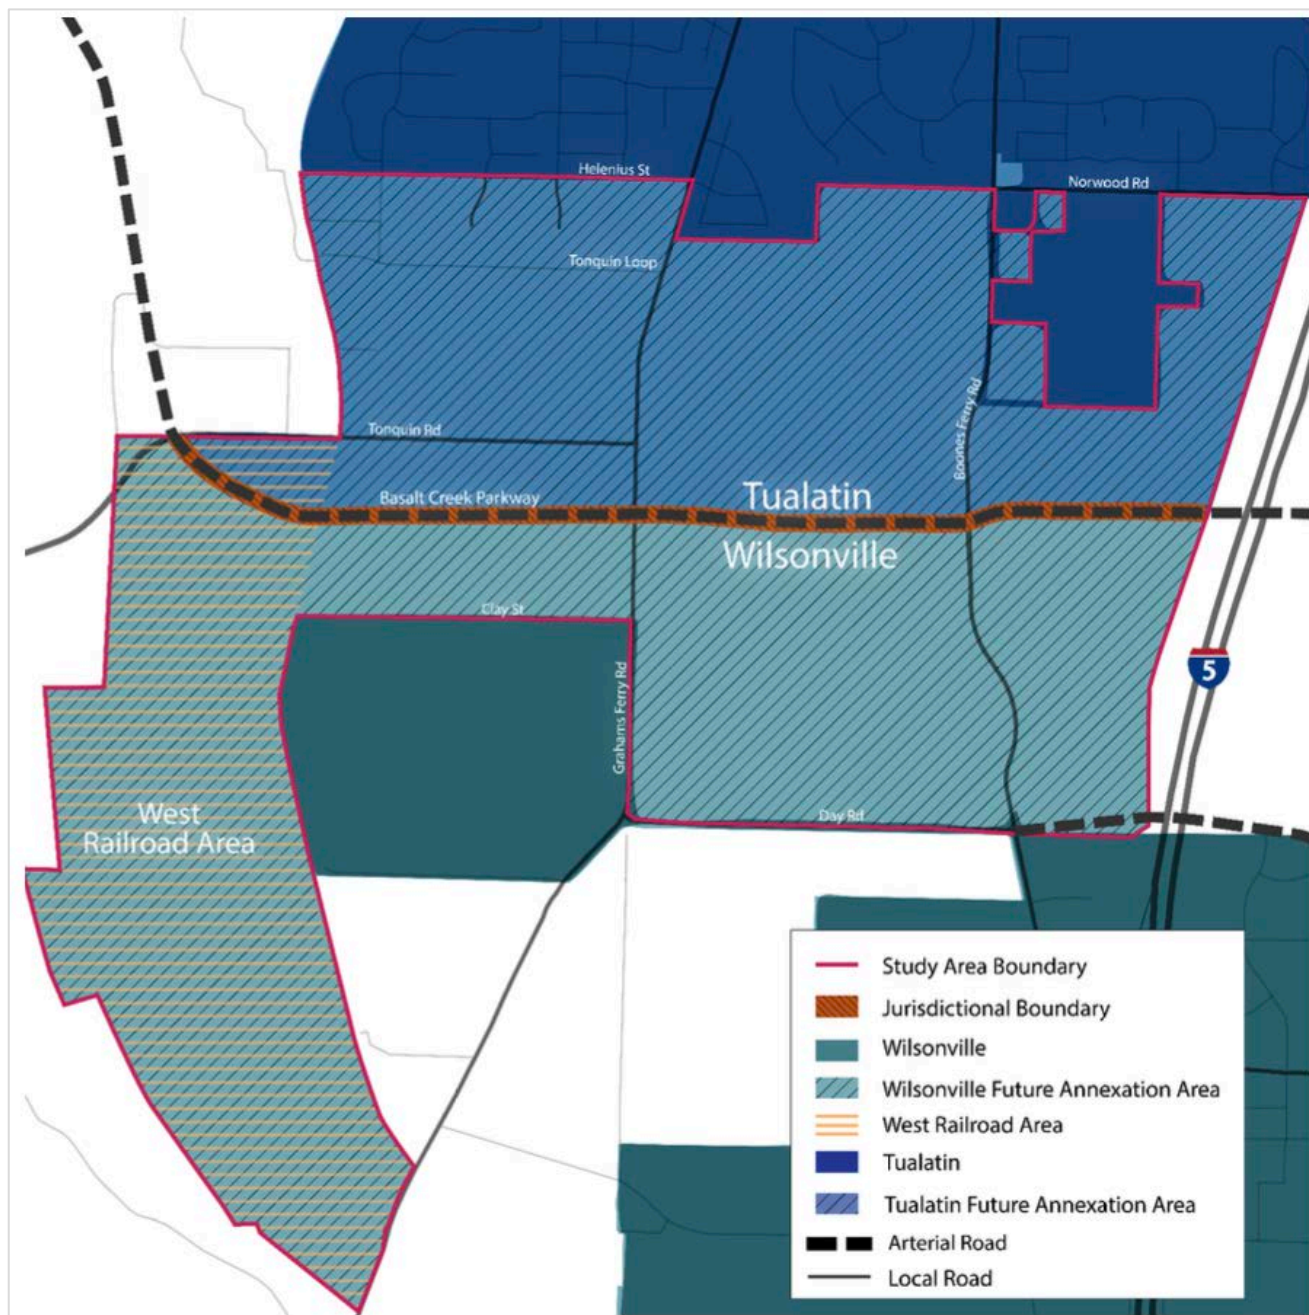 Helenius St
Norwood Rd
Tonquin Loop
Boones Ferry Rd
Tonquin Rd
Basalt Creek Parkway
Tualatin
Wilsonville
Clay St
Grahams Ferry Rd
5
West
Railroad Area
Day Rd
Study Area Boundary
Jurisdictional Boundary
Wilsonville
Wilsonville Future Annexation Area
West Railroad Area
Tualatin
Tualatin Future Annexation Area
Arterial Road
Local Road